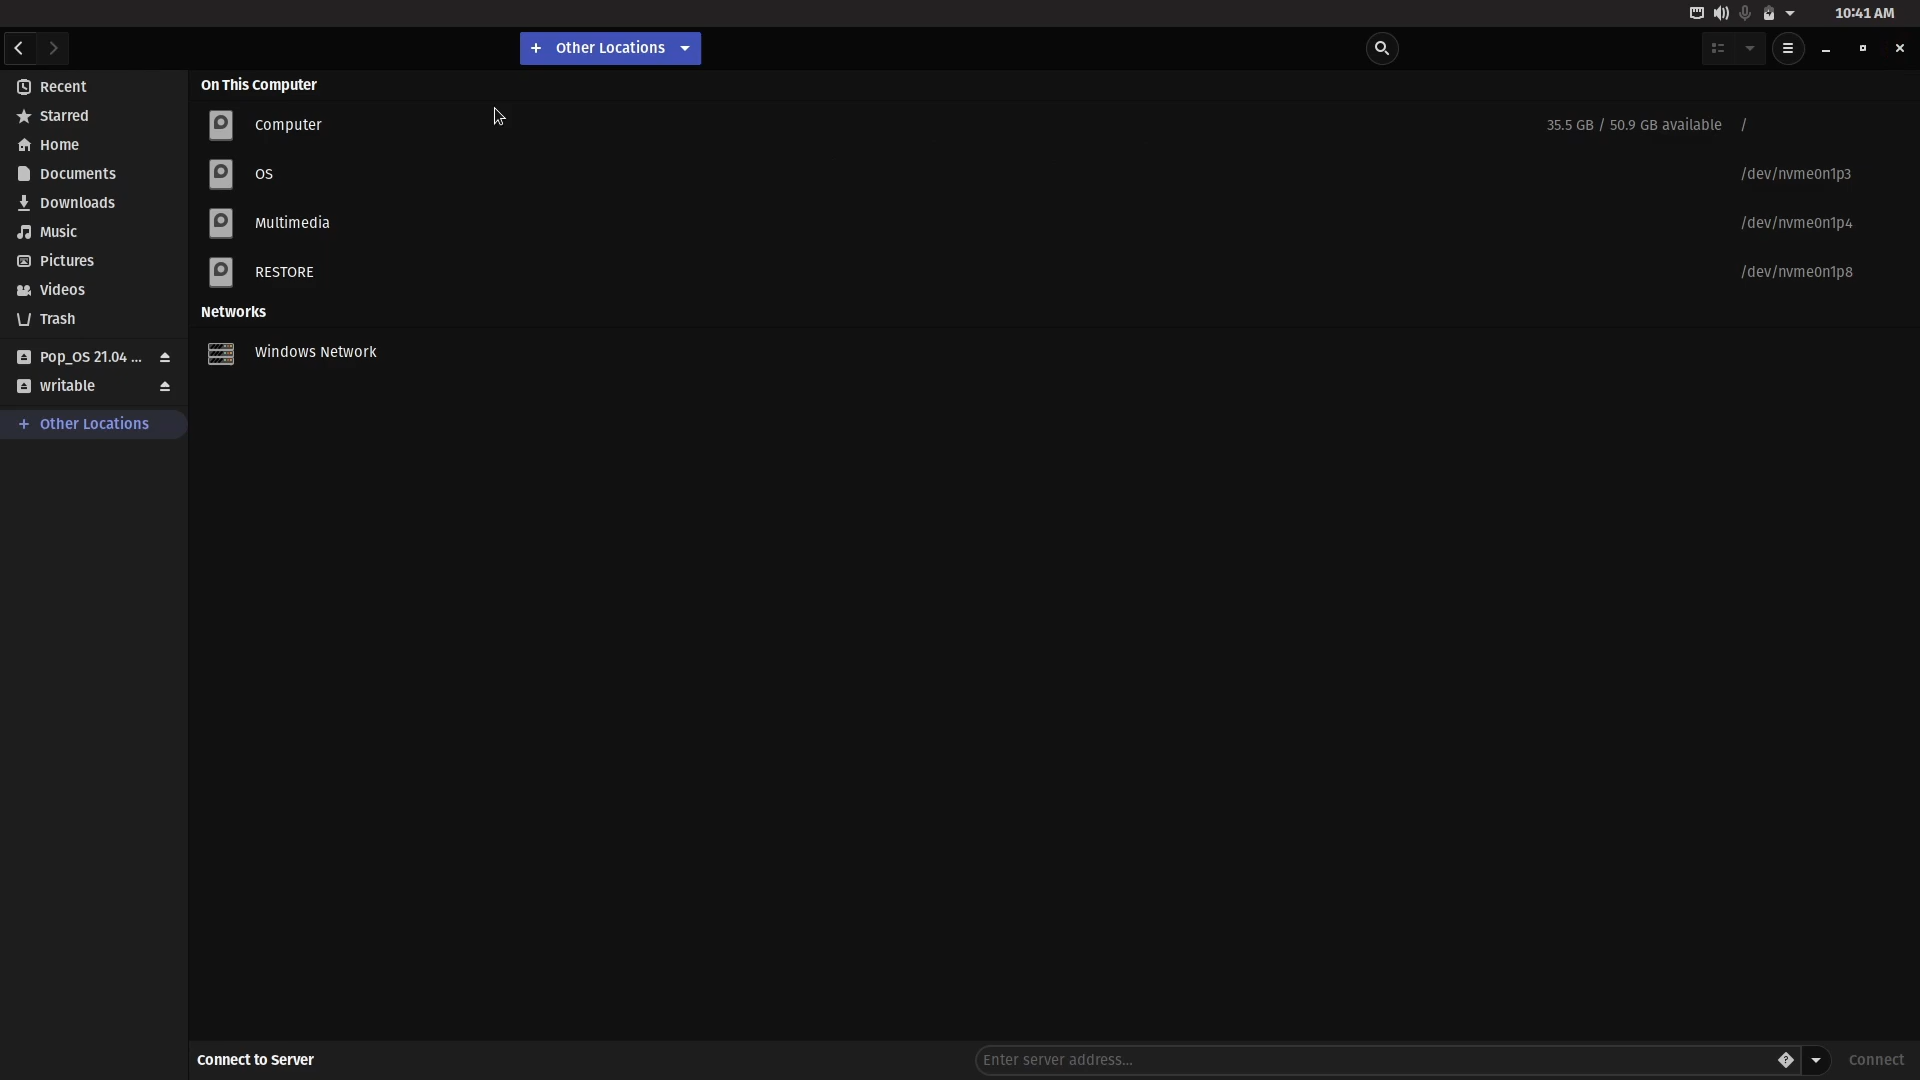 10:41 AM
+ Other Locations
Recent
Starred
Home
Documents
Downloads
Music
Pictures
Videos
Trash
Pop_OS 21.04 ...
writable
+ Other Locations
On This Computer
Computer 35.5 GB / 50.9 GB available /
OS /dev/nvme0n1p3
Multimedia /dev/nvme0n1p4
RESTORE /dev/nvme0n1p8
Networks
Windows Network
Connect to Server Enter server address... Connect